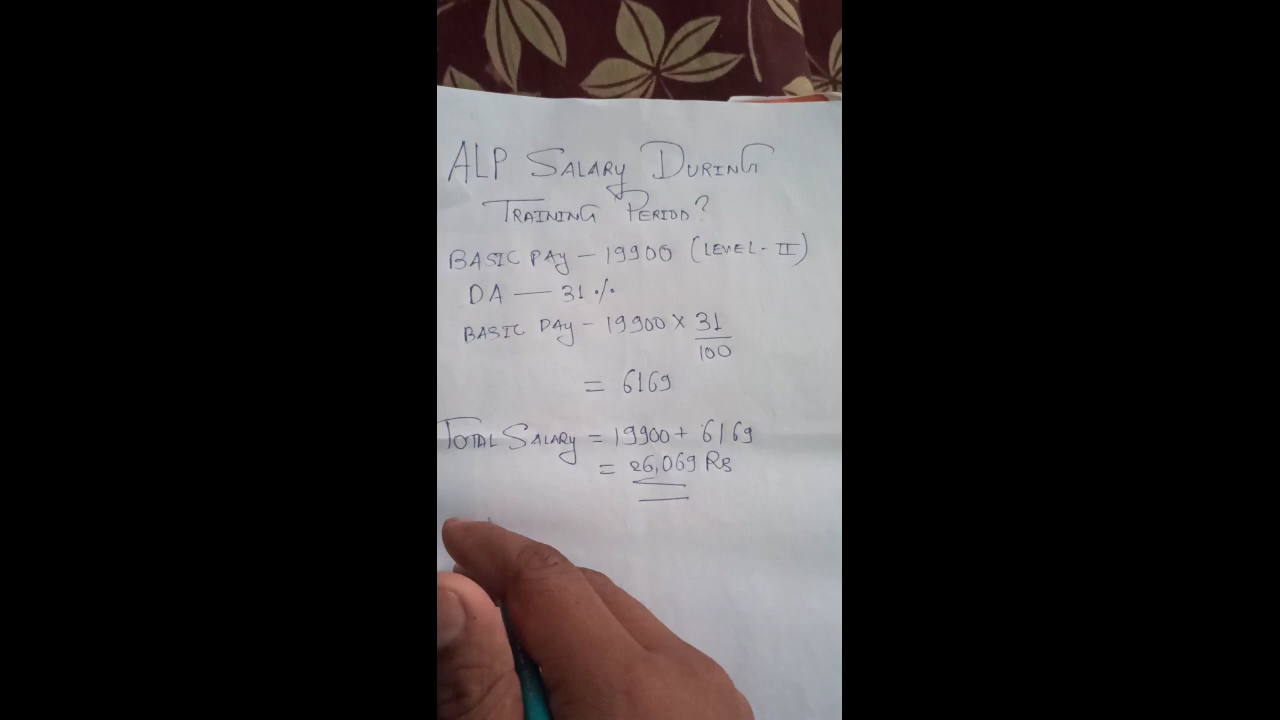 ALP SALARY DURING
TRAINING PERIOD?
BASIC PAY - 19900 (LEVEL-II)
DA — 31%
BASIC PAY - 19900 × 31/100
= 6169
TOTAL SALARY = 19900 + 6169
= 26,069 Rs